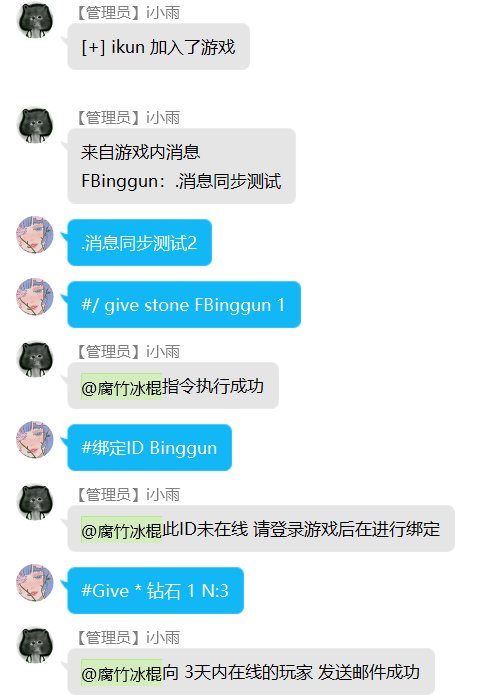 【管理员】i小雨
[+] ikun 加入了游戏
【管理员】i小雨
来自游戏内消息
FBinggun：.消息同步测试
.消息同步测试2
#/ give stone FBinggun 1
【管理员】i小雨
@腐竹冰棍指令执行成功
#绑定ID Binggun
【管理员】i小雨
@腐竹冰棍此ID未在线 请登录游戏后在进行绑定
#Give * 钻石 1 N:3
【管理员】i小雨
@腐竹冰棍向 3天内在线的玩家 发送邮件成功